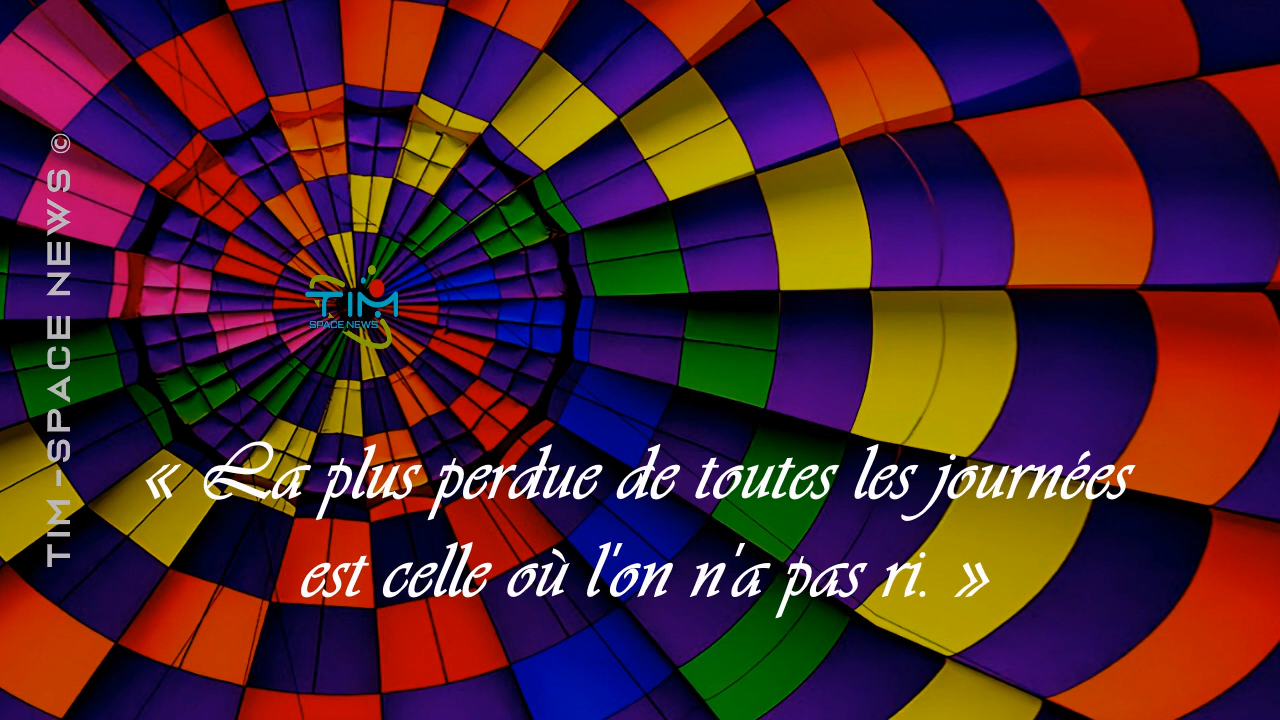 TIM-SPACE NEWS ©
TIM
SPACE NEWS
« La plus perdue de toutes les journées
est celle où l'on n'a pas ri. »